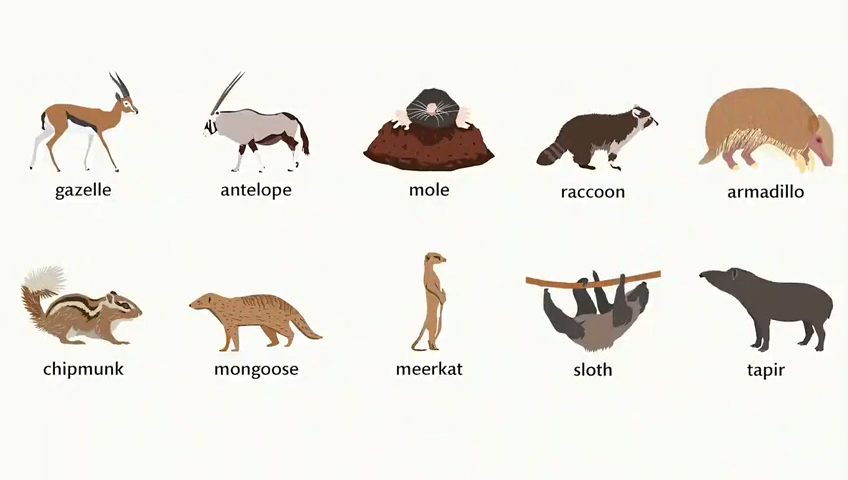 gazelle
antelope
mole
raccoon
armadillo
chipmunk
mongoose
meerkat
sloth
tapir